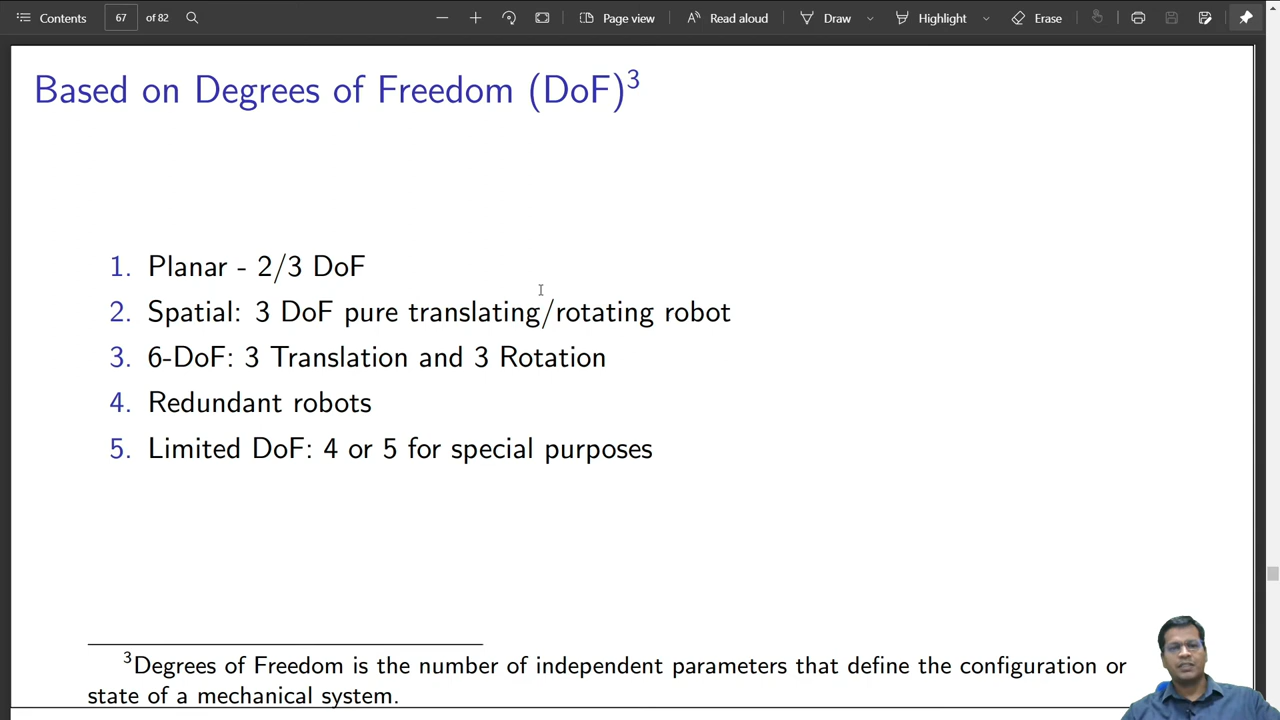 Contents 67 of 82 Page view Read aloud Draw Highlight Erase
Based on Degrees of Freedom (DoF)³
1. Planar - 2/3 DoF
2. Spatial: 3 DoF pure translating/rotating robot
3. 6-DoF: 3 Translation and 3 Rotation
4. Redundant robots
5. Limited DoF: 4 or 5 for special purposes
³Degrees of Freedom is the number of independent parameters that define the configuration or
state of a mechanical system.